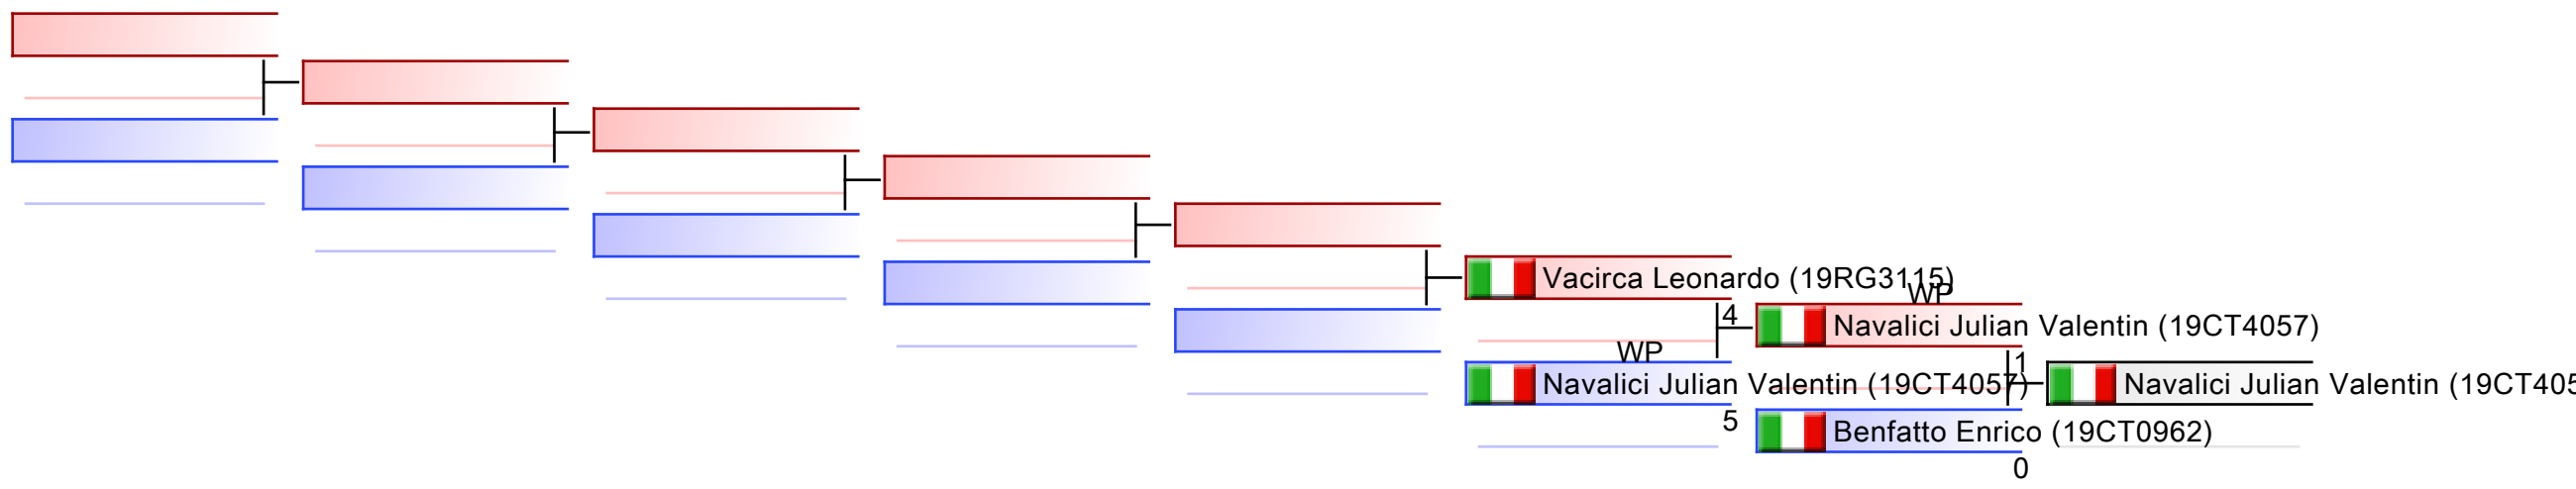 Vacirca Leonardo (19RG3115)
4
WP
Navalici Julian Valentin (19CT4057)
5
WP
Navalici Julian Valentin (19CT4057)
1
Benfatto Enrico (19CT0962)
0
Navalici Julian Valentin (19CT405